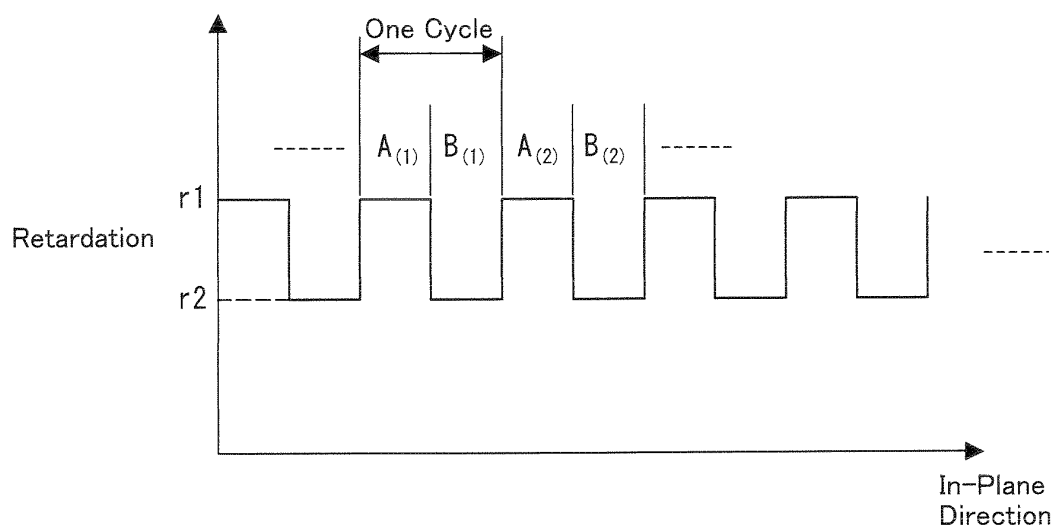 One Cycle
A(1) B(1) A(2) B(2)
r1
Retardation
r2
In-Plane
Direction